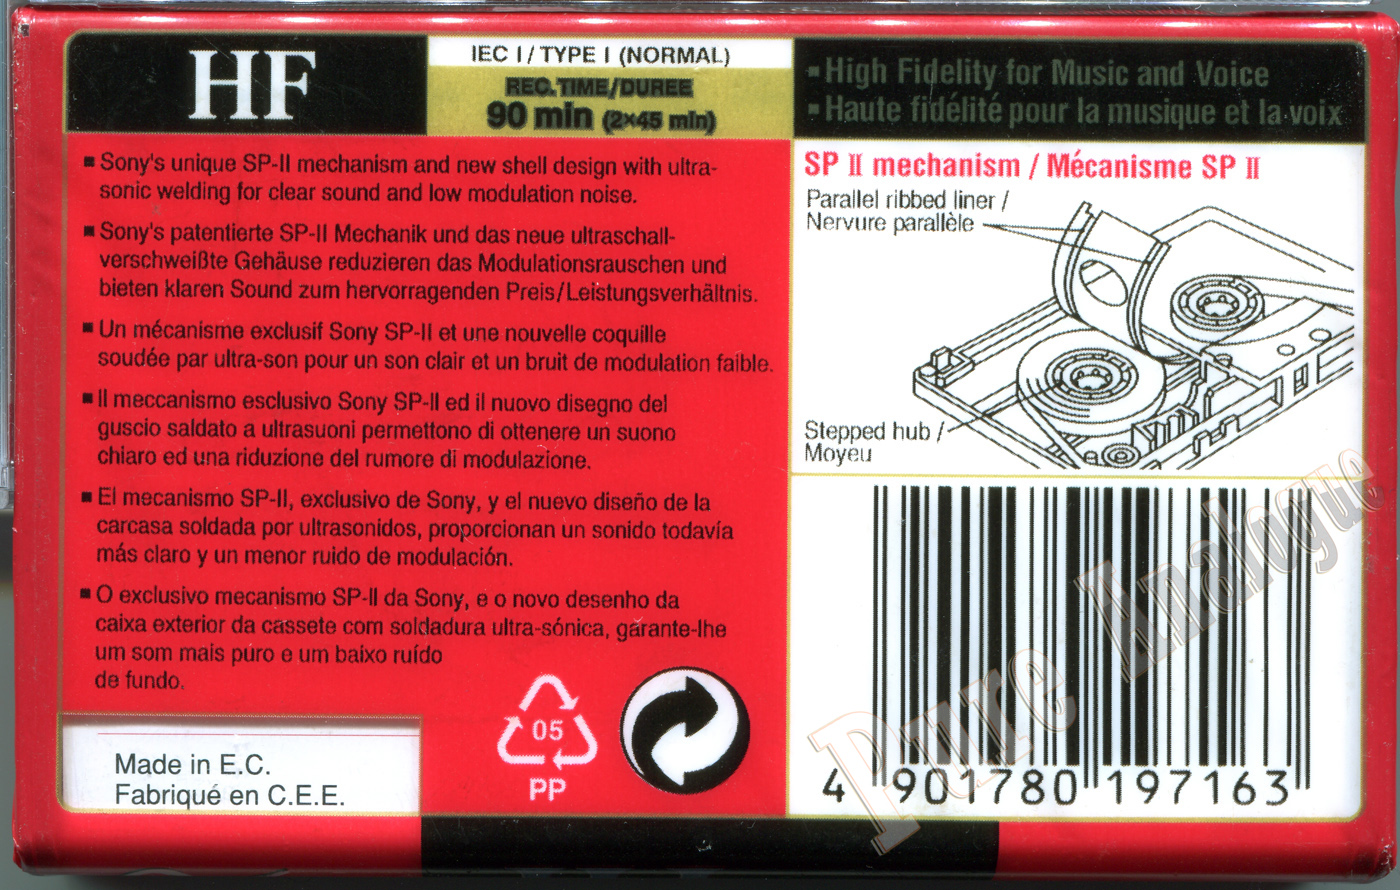 HF
IEC I / TYPE I (NORMAL)
REC.TIME/DUREE
90 min (2×45 min)
▪High Fidelity for Music and Voice
▪Haute fidélité pour la musique et la voix
▪ Sony's unique SP-II mechanism and new shell design with ultra-
sonic welding for clear sound and low modulation noise.
▪ Sony's patentierte SP-II Mechanik und das neue ultraschall-
verschweißte Gehäuse reduzieren das Modulationsrauschen und
bieten klaren Sound zum hervorragenden Preis/Leistungsverhältnis.
▪ Un mécanisme exclusif Sony SP-II et une nouvelle coquille
soudée par ultra-son pour un son clair et un bruit de modulation faible.
▪ Il meccanismo esclusivo Sony SP-II ed il nuovo disegno del
guscio saldato a ultrasuoni permettono di ottenere un suono
chiaro ed una riduzione del rumore di modulazione.
▪ El mecanismo SP-II, exclusivo de Sony, y el nuevo diseño de la
carcasa soldada por ultrasonidos, proporcionan un sonido todavía
más claro y un menor ruido de modulación.
▪ O exclusivo mecanismo SP-II da Sony, e o novo desenho da
caixa exterior da cassete com soldadura ultra-sónica, garante-lhe
um som mais puro e um baixo ruído
de fundo.
05
PP
Made in E.C.
Fabriqué en C.E.E.
SP II mechanism / Mécanisme SP II
Parallel ribbed liner /
Nervure parallèle
Stepped hub /
Moyeu
4 901780 197163
Pure Analogue